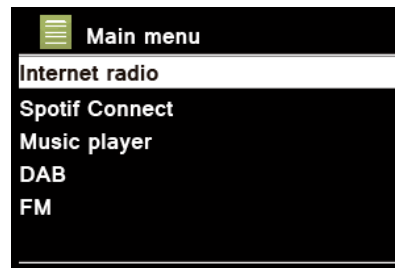 Main menu
Internet radio
Spotif Connect
Music player
DAB
FM